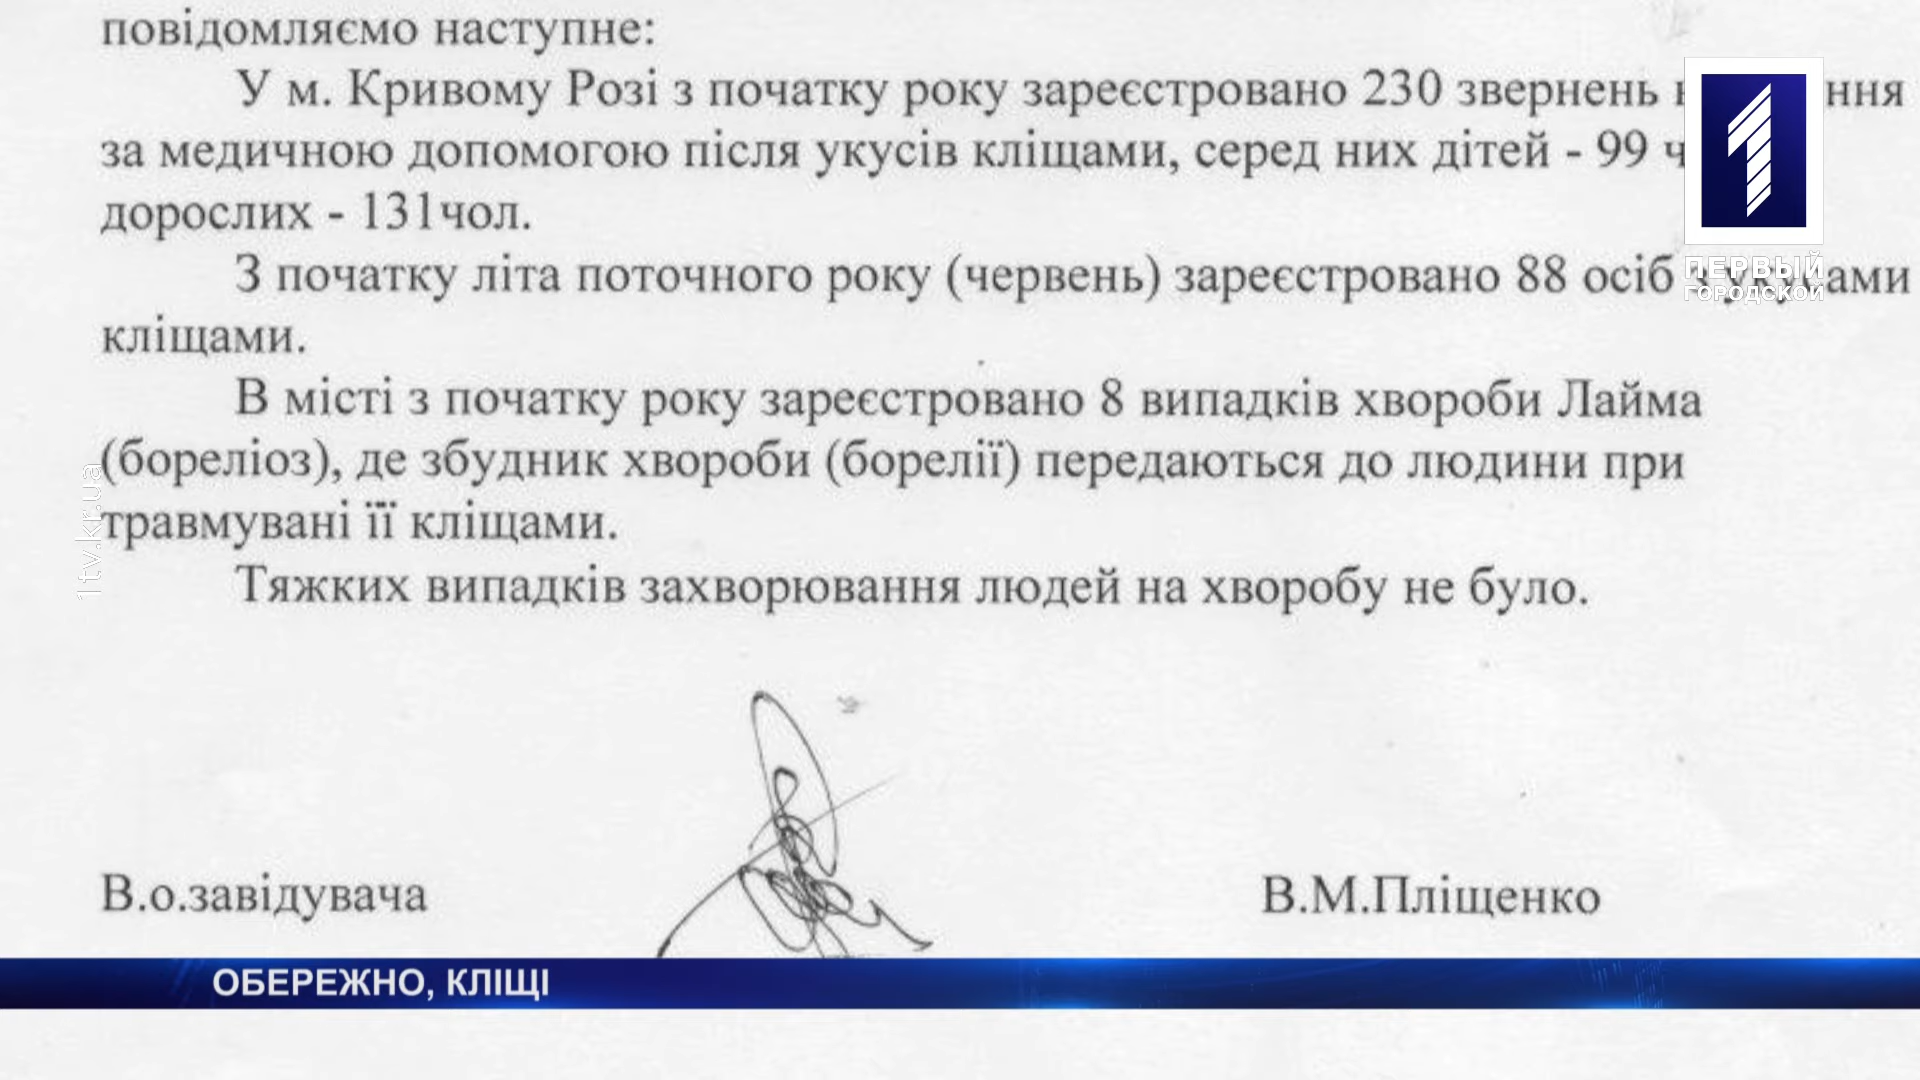 повідомляємо наступне:
У м. Кривому Розі з початку року зареєстровано 230 звернень
за медичною допомогою після укусів кліщами, серед них дітей - 99
дорослих - 131чол.
З початку літа поточного року (червень) зареєстровано 88 осіб
кліщами.
В місті з початку року зареєстровано 8 випадків хвороби Лайма
(бореліоз), де збудник хвороби (борелії) передаються до людини при
травмувані її кліщами.
Тяжких випадків захворювання людей на хворобу не було.
В.о.завідувача В.М.Пліщенко
ОБЕРЕЖНО, КЛІЩІ
1
ПЕРВЫЙ
ГОРОДСКОЙ
1tv.kr.ua